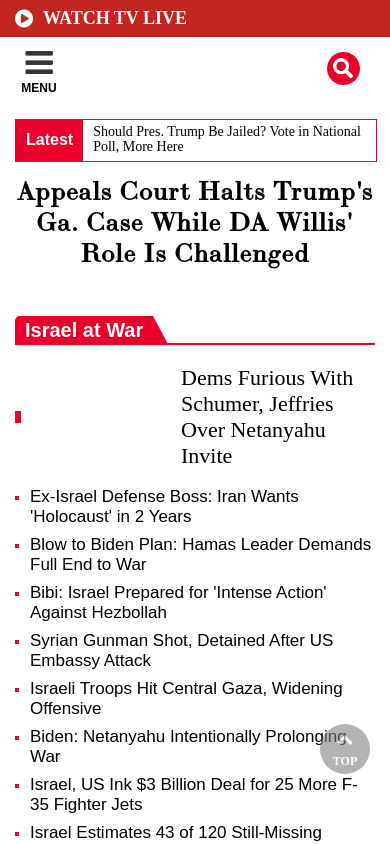 WATCH TV LIVE
MENU
Latest
Should Pres. Trump Be Jailed? Vote in National
Poll, More Here
Appeals Court Halts Trump's
Ga. Case While DA Willis'
Role Is Challenged
Israel at War
Dems Furious With
Schumer, Jeffries
Over Netanyahu
Invite
Ex-Israel Defense Boss: Iran Wants
'Holocaust' in 2 Years
Blow to Biden Plan: Hamas Leader Demands
Full End to War
Bibi: Israel Prepared for 'Intense Action'
Against Hezbollah
Syrian Gunman Shot, Detained After US
Embassy Attack
Israeli Troops Hit Central Gaza, Widening
Offensive
Biden: Netanyahu Intentionally Prolonging
War
TOP
Israel, US Ink $3 Billion Deal for 25 More F-
35 Fighter Jets
Israel Estimates 43 of 120 Still-Missing